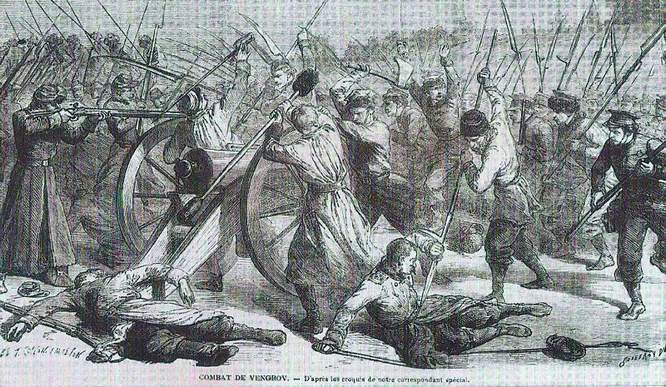 COMBAT DE VENGROV. — D'après les croquis de notre correspondant spécial.